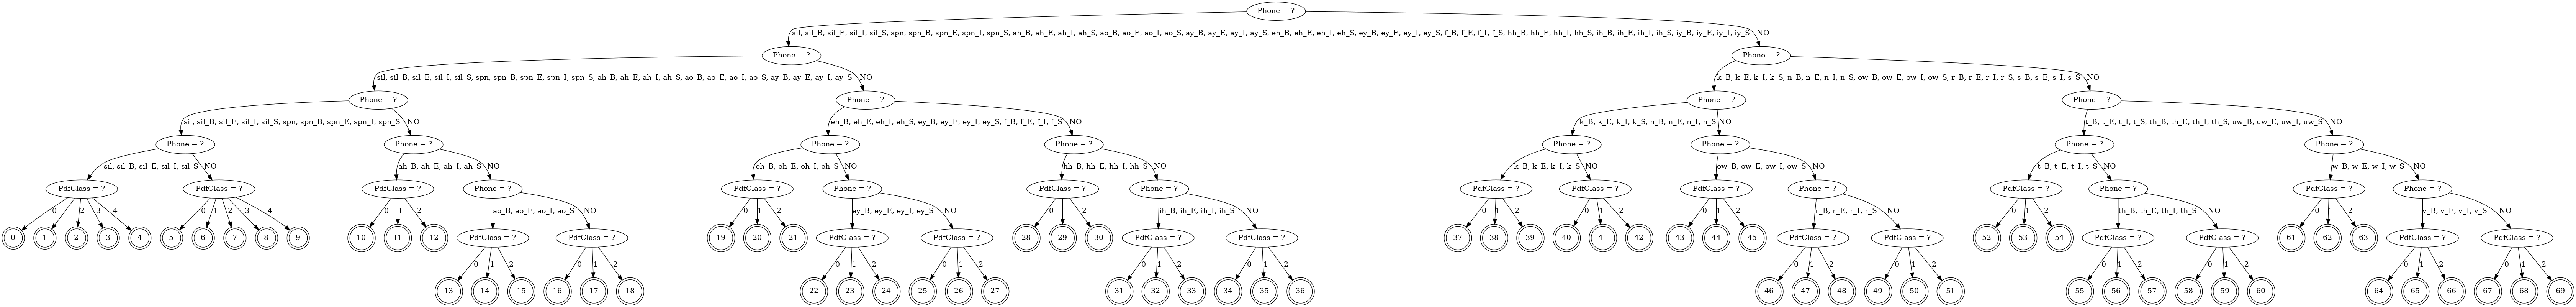 Phone = ?
sil, sil_B, sil_E, sil_I, sil_S, spn, spn_B, spn_E, spn_I, spn_S, ah_B, ah_E, ah_I, ah_S, ao_B, ao_E, ao_I, ao_S, ay_B, ay_E, ay_I, ay_S, eh_B, eh_E, eh_I, eh_S, ey_B, ey_E, ey_I, ey_S, f_B, f_E, f_I, f_S, hh_B, hh_E, hh_I, hh_S, ih_B, ih_E, ih_I, ih_S, iy_B, iy_E, iy_I, iy_S NO
Phone = ? Phone = ?
sil, sil_B, sil_E, sil_I, sil_S, spn, spn_B, spn_E, spn_I, spn_S, ah_B, ah_E, ah_I, ah_S, ao_B, ao_E, ao_I, ao_S, ay_B, ay_E, ay_I, ay_S NO k_B, k_E, k_I, k_S, n_B, n_E, n_I, n_S, ow_B, ow_E, ow_I, ow_S, r_B, r_E, r_I, r_S, s_B, s_E, s_I, s_S NO
Phone = ? Phone = ? Phone = ? Phone = ?
sil, sil_B, sil_E, sil_I, sil_S, spn, spn_B, spn_E, spn_I, spn_S NO eh_B, eh_E, eh_I, eh_S, ey_B, ey_E, ey_I, ey_S, f_B, f_E, f_I, f_S NO k_B, k_E, k_I, k_S, n_B, n_E, n_I, n_S NO t_B, t_E, t_I, t_S, th_B, th_E, th_I, th_S, uw_B, uw_E, uw_I, uw_S NO
Phone = ? Phone = ? Phone = ? Phone = ? Phone = ? Phone = ? Phone = ? Phone = ?
sil, sil_B, sil_E, sil_I, sil_S NO ah_B, ah_E, ah_I, ah_S NO eh_B, eh_E, eh_I, eh_S NO hh_B, hh_E, hh_I, hh_S NO k_B, k_E, k_I, k_S NO ow_B, ow_E, ow_I, ow_S NO t_B, t_E, t_I, t_S NO w_B, w_E, w_I, w_S NO
PdfClass = ? PdfClass = ? PdfClass = ? Phone = ? PdfClass = ? Phone = ? PdfClass = ? Phone = ? PdfClass = ? PdfClass = ? PdfClass = ? Phone = ? PdfClass = ? Phone = ? PdfClass = ? Phone = ?
0 1 2 3 4 0 1 2 3 4 0 1 2 ao_B, ao_E, ao_I, ao_S NO 0 1 2 ey_B, ey_E, ey_I, ey_S NO 0 1 2 ih_B, ih_E, ih_I, ih_S NO 0 1 2 0 1 2 0 1 2 r_B, r_E, r_I, r_S NO 0 1 2 th_B, th_E, th_I, th_S NO 0 1 2 v_B, v_E, v_I, v_S NO
0 1 2 3 4 5 6 7 8 9 10 11 12 PdfClass = ? PdfClass = ? 19 20 21 PdfClass = ? PdfClass = ? 28 29 30 PdfClass = ? PdfClass = ? 37 38 39 40 41 42 43 44 45 PdfClass = ? PdfClass = ? 52 53 54 PdfClass = ? PdfClass = ? 61 62 63 PdfClass = ? PdfClass = ?
0 1 2 0 1 2 0 1 2 0 1 2 0 1 2 0 1 2 0 1 2 0 1 2 0 1 2 0 1 2 0 1 2 0 1 2
13 14 15 16 17 18 22 23 24 25 26 27 31 32 33 34 35 36 46 47 48 49 50 51 55 56 57 58 59 60 64 65 66 67 68 69